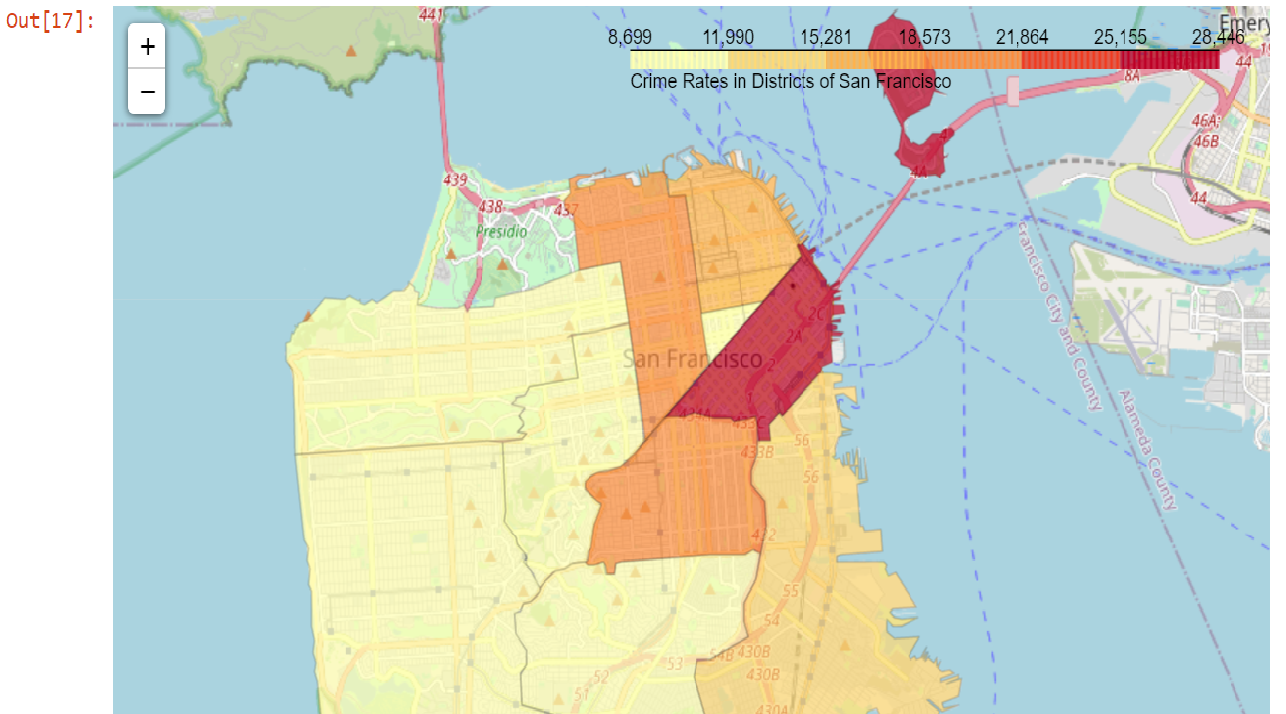 Out[17]:
+
−
441
Emery
8,699 11,990 15,281 18,573 21,864 25,155 28,446
Crime Rates in Districts of San Francisco
44
8A
46A;
46B
4A
439
438
437
44
Presidio
Francisco City and County
2C
2A
San Francisco
2
1
Alameda County
434A
433C
56
433B
56
432
55
54
54B 430B
53
430B
52
51
430A